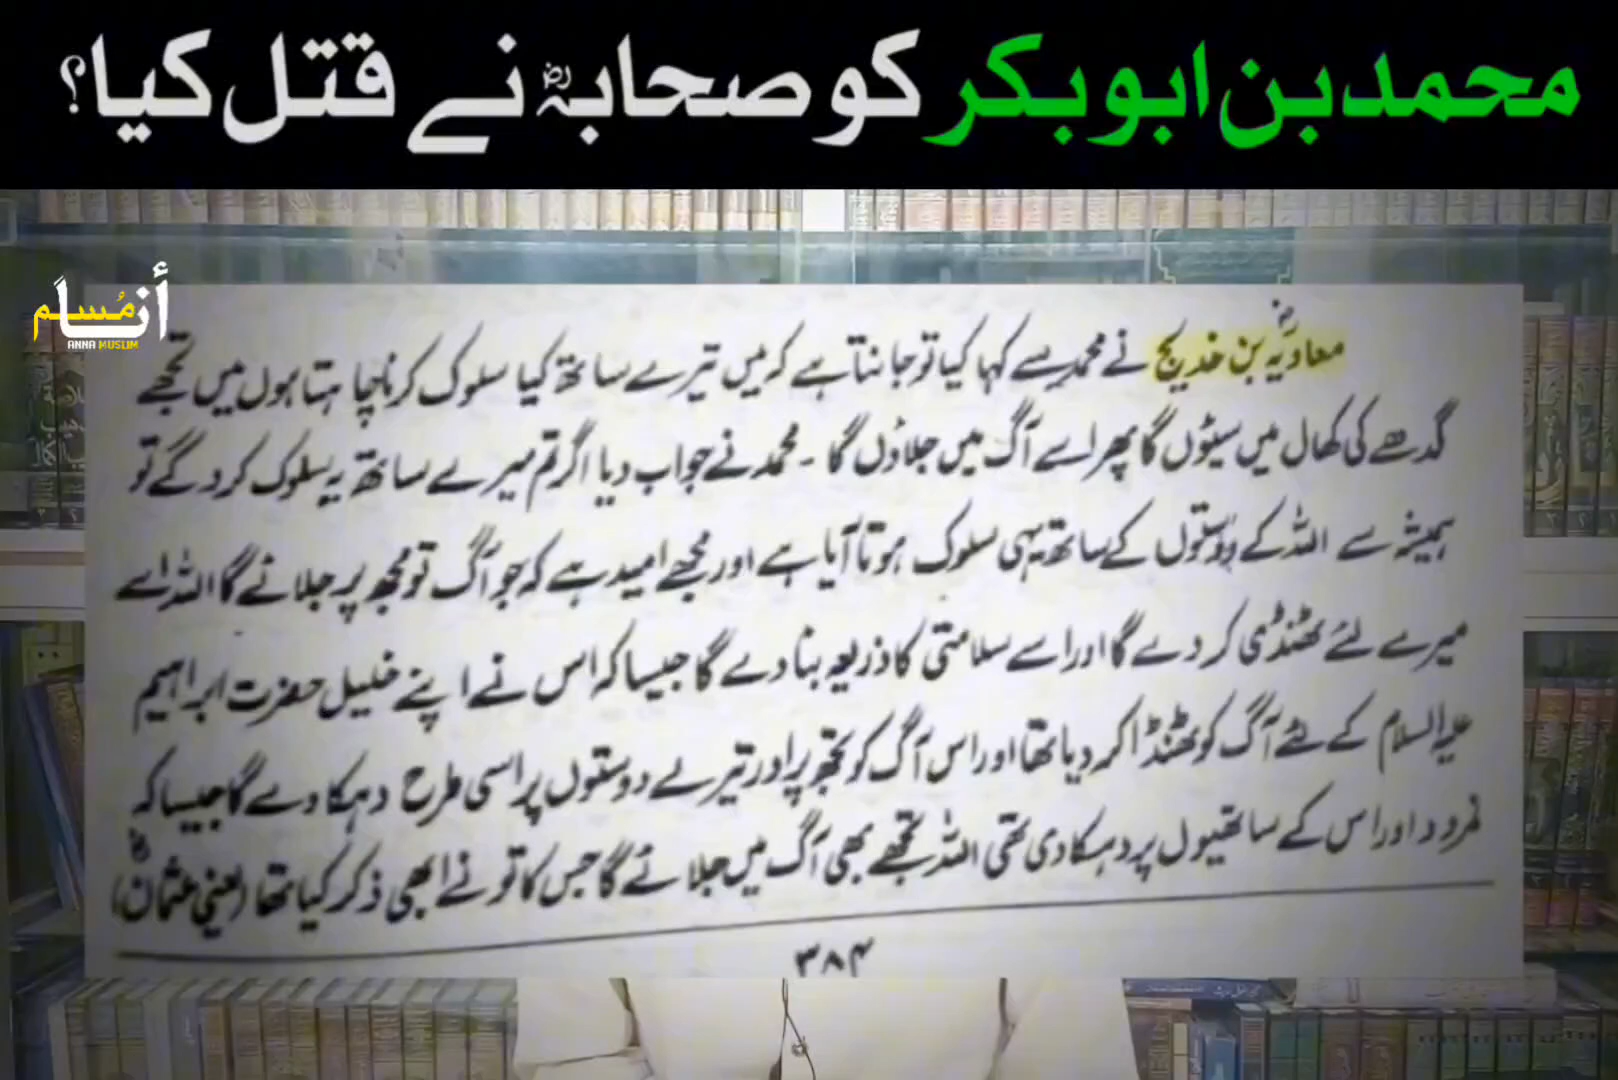 محمد بن ابوبکر کو صحابہؓ نے قتل کیا؟
أنا مُسلم
ANNA MUSLIM
معاویہؓ بن خدیج نے محمد سے کہا کیا تو جانتا ہے کہ میں تیرے ساتھ کیا سلوک کرنا چاہتا ہوں میں تجھے
گدھے کی کھال میں سیئوں گا پھر اسے آگ میں جلاؤں گا ۔ محمد نے جواب دیا اگر تم میرے ساتھ یہ سلوک کرو گے تو
ہمیشہ سے اللہ کے دوستوں کے ساتھ یہی سلوک ہوتا آیا ہے اور مجھے امید ہے کہ جو آگ تو مجھ پر جلانے گا اللہ اسے
میرے لئے ٹھنڈی کر دے گا اور اسے سلامتی کا ذریعہ بنا دے گا جیسا کہ اس نے اپنے خلیل حضرت ابراہیم
علیہ السلام کے لئے آگ کو ٹھنڈا کر دیا تھا اور اس آگ کو تجھ پر اور تیرے دوستوں پر اسی طرح دہکا دے گا جیسا کہ
نمرود اور اس کے ساتھیوں پر دہکا دی تھی اللہ تجھے بھی آگ میں جلائے گا جس کا تو نے ابھی ذکر کیا تھا (یعنی عثمانؓ)
۳۸۴